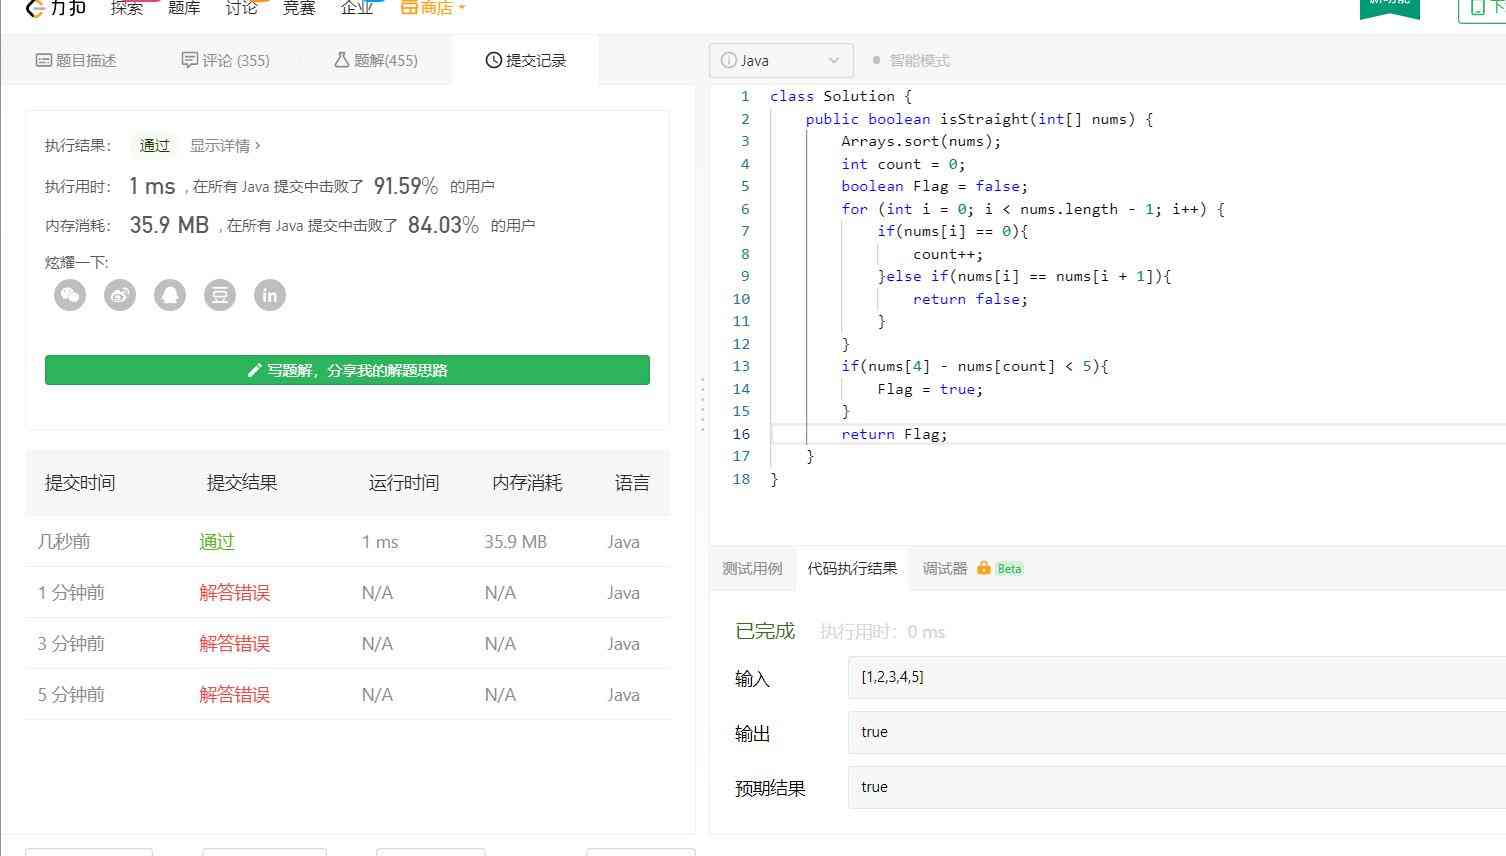 力扣 探索 题库 讨论 竞赛 企业 商店
题目描述 评论 (355) 题解(455) 提交记录
执行结果: 通过 显示详情 >
执行用时: 1 ms , 在所有 Java 提交中击败了 91.59% 的用户
内存消耗: 35.9 MB , 在所有 Java 提交中击败了 84.03% 的用户
炫耀一下:
豆 in
写题解, 分享我的解题思路
提交时间 提交结果 运行时间 内存消耗 语言
几秒前 通过 1 ms 35.9 MB Java
1 分钟前 解答错误 N/A N/A Java
3 分钟前 解答错误 N/A N/A Java
5 分钟前 解答错误 N/A N/A Java
Java 智能模式
1 class Solution {
2 public boolean isStraight(int[] nums) {
3 Arrays.sort(nums);
4 int count = 0;
5 boolean Flag = false;
6 for (int i = 0; i < nums.length - 1; i++) {
7 if(nums[i] == 0){
8 count++;
9 }else if(nums[i] == nums[i + 1]){
10 return false;
11 }
12 }
13 if(nums[4] - nums[count] < 5){
14 Flag = true;
15 }
16 return Flag;
17 }
18 }
测试用例 代码执行结果 调试器 Beta
已完成 执行用时: 0 ms
输入 [1,2,3,4,5]
输出 true
预期结果 true